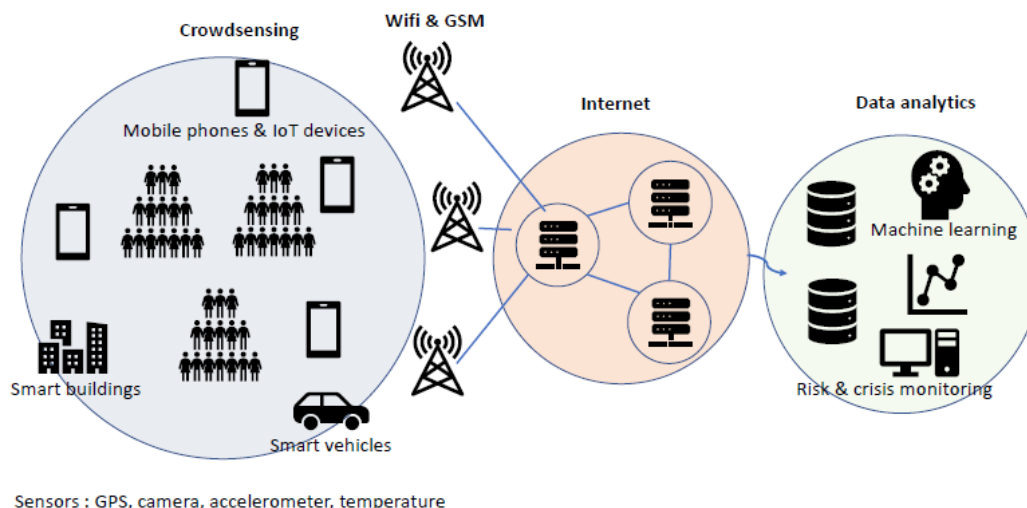 Crowdsensing
Wifi & GSM
Internet
Data analytics
Mobile phones & IoT devices
Machine learning
Smart buildings
Smart vehicles
Risk & crisis monitoring
Sensors : GPS, camera, accelerometer, temperature